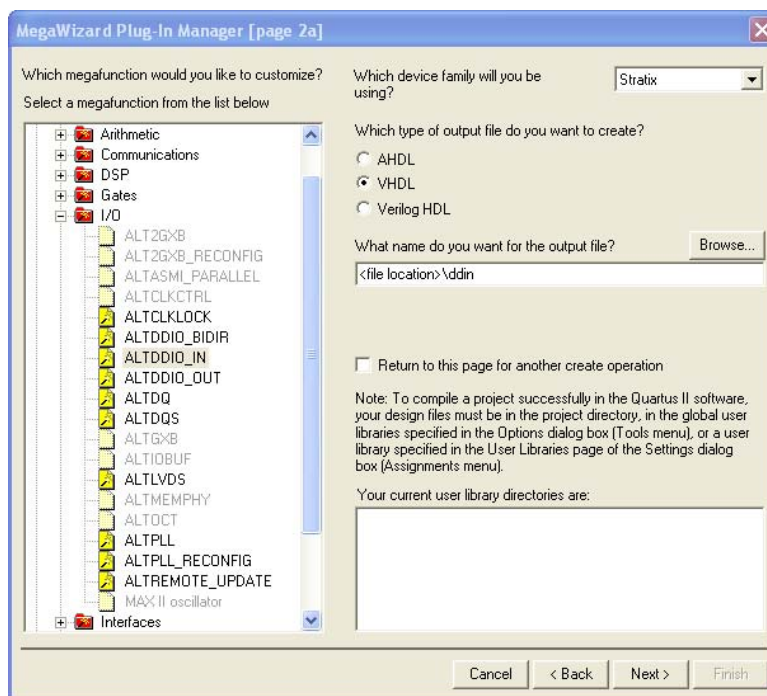 MegaWizard Plug-In Manager [page 2a]
Which megafunction would you like to customize?
Select a megafunction from the list below
Arithmetic
Communications
DSP
Gates
I/O
ALT2GXB
ALT2GXB_RECONFIG
ALTASMI_PARALLEL
ALTCLKCTRL
ALTCLKLOCK
ALTDDIO_BIDIR
ALTDDIO_IN
ALTDDIO_OUT
ALTDQ
ALTDQS
ALTGXB
ALTIOBUF
ALTLVDS
ALTMEMPHY
ALTOCT
ALTPLL
ALTPLL_RECONFIG
ALTREMOTE_UPDATE
MAX II oscillator
Interfaces
Which device family will you be
using?
Stratix
Which type of output file do you want to create?
AHDL
VHDL
Verilog HDL
What name do you want for the output file?
Browse...
<file location>\ddin
Return to this page for another create operation
Note: To compile a project successfully in the Quartus II software,
your design files must be in the project directory, in the global user
libraries specified in the Options dialog box (Tools menu), or a user
library specified in the User Libraries page of the Settings dialog
box (Assignments menu).
Your current user library directories are:
Cancel
< Back
Next >
Finish